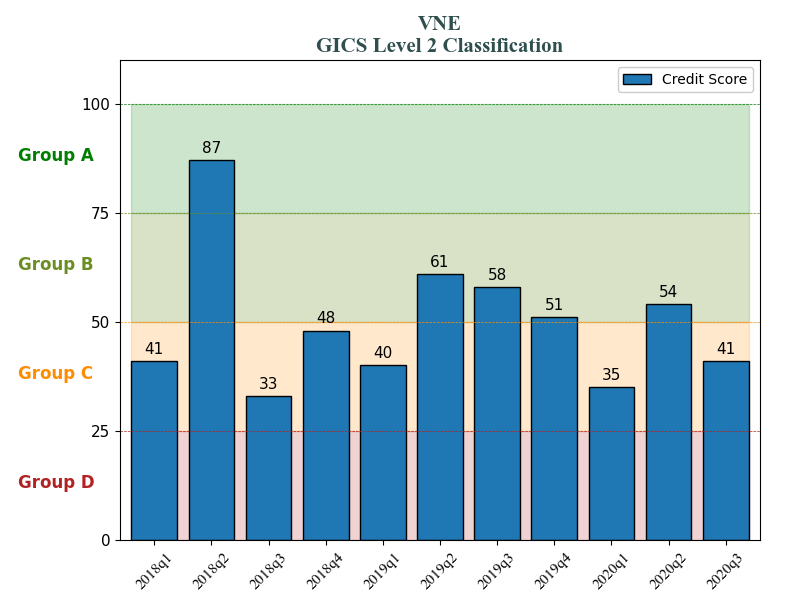 VNE
GICS Level 2 Classification
Credit Score
100
Group A
87
75
Group B
61
58
54
51
50
48
41
41
40
Group C
35
33
25
Group D
0
2018q1 2018q2 2018q3 2018q4 2019q1 2019q2 2019q3 2019q4 2020q1 2020q2 2020q3